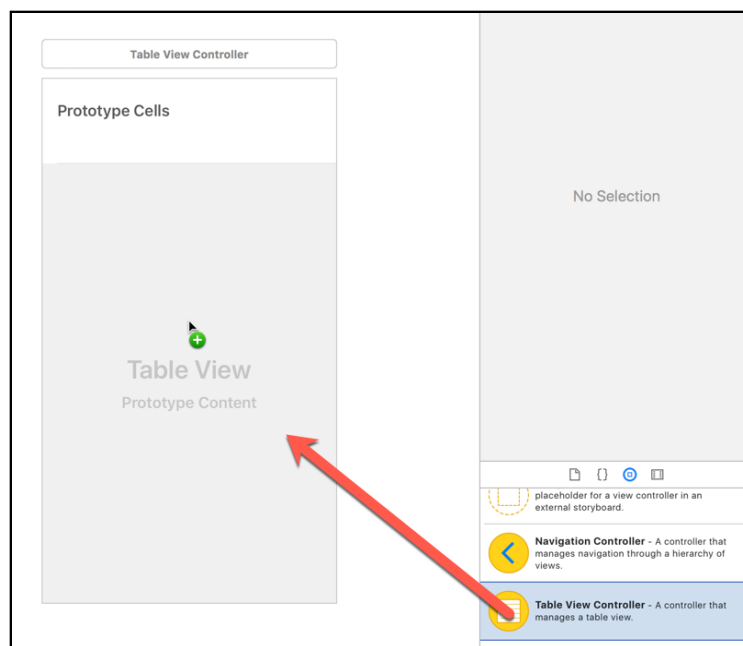 Table View Controller
Prototype Cells
Table View
Prototype Content
No Selection
placeholder for a view controller in an
external storyboard.
Navigation Controller - A controller that
manages navigation through a hierarchy of
views.
Table View Controller - A controller that
manages a table view.